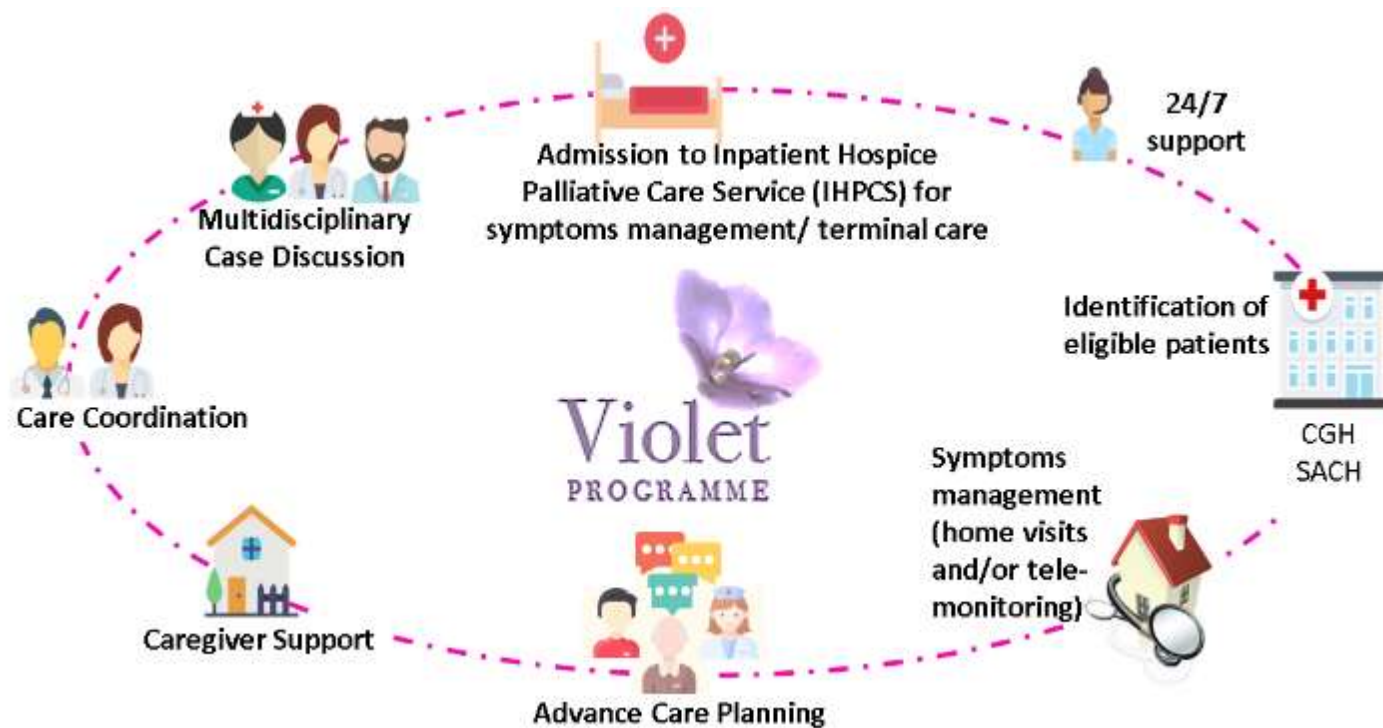 24/7
support
Admission to Inpatient Hospice
Palliative Care Service (IHPCS) for
symptoms management/ terminal care
Multidisciplinary
Case Discussion
Identification of
eligible patients
CGH
SACH
Care Coordination
Violet
PROGRAMME
Symptoms
management
(home visits
and/or tele-
monitoring)
Caregiver Support
Advance Care Planning